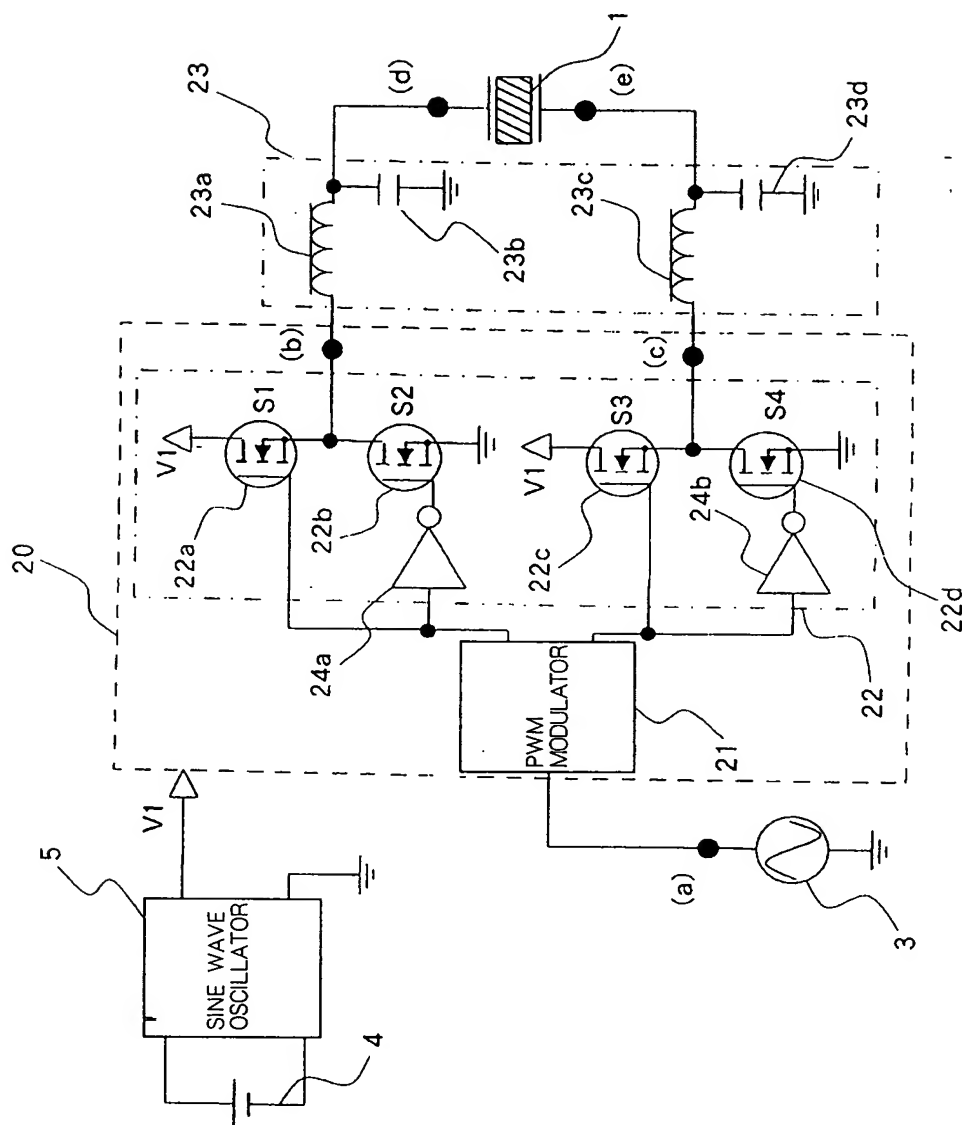 5
SINE WAVE
OSCILLATOR
4
V1
20
22a
V1
S1
(b)
23a
23
S2
22b
23b
(d)
24a
1
PWM
MODULATOR
21
V1
S3
22c
(c)
23c
(e)
S4
24b
22d
22
23d
(a)
3